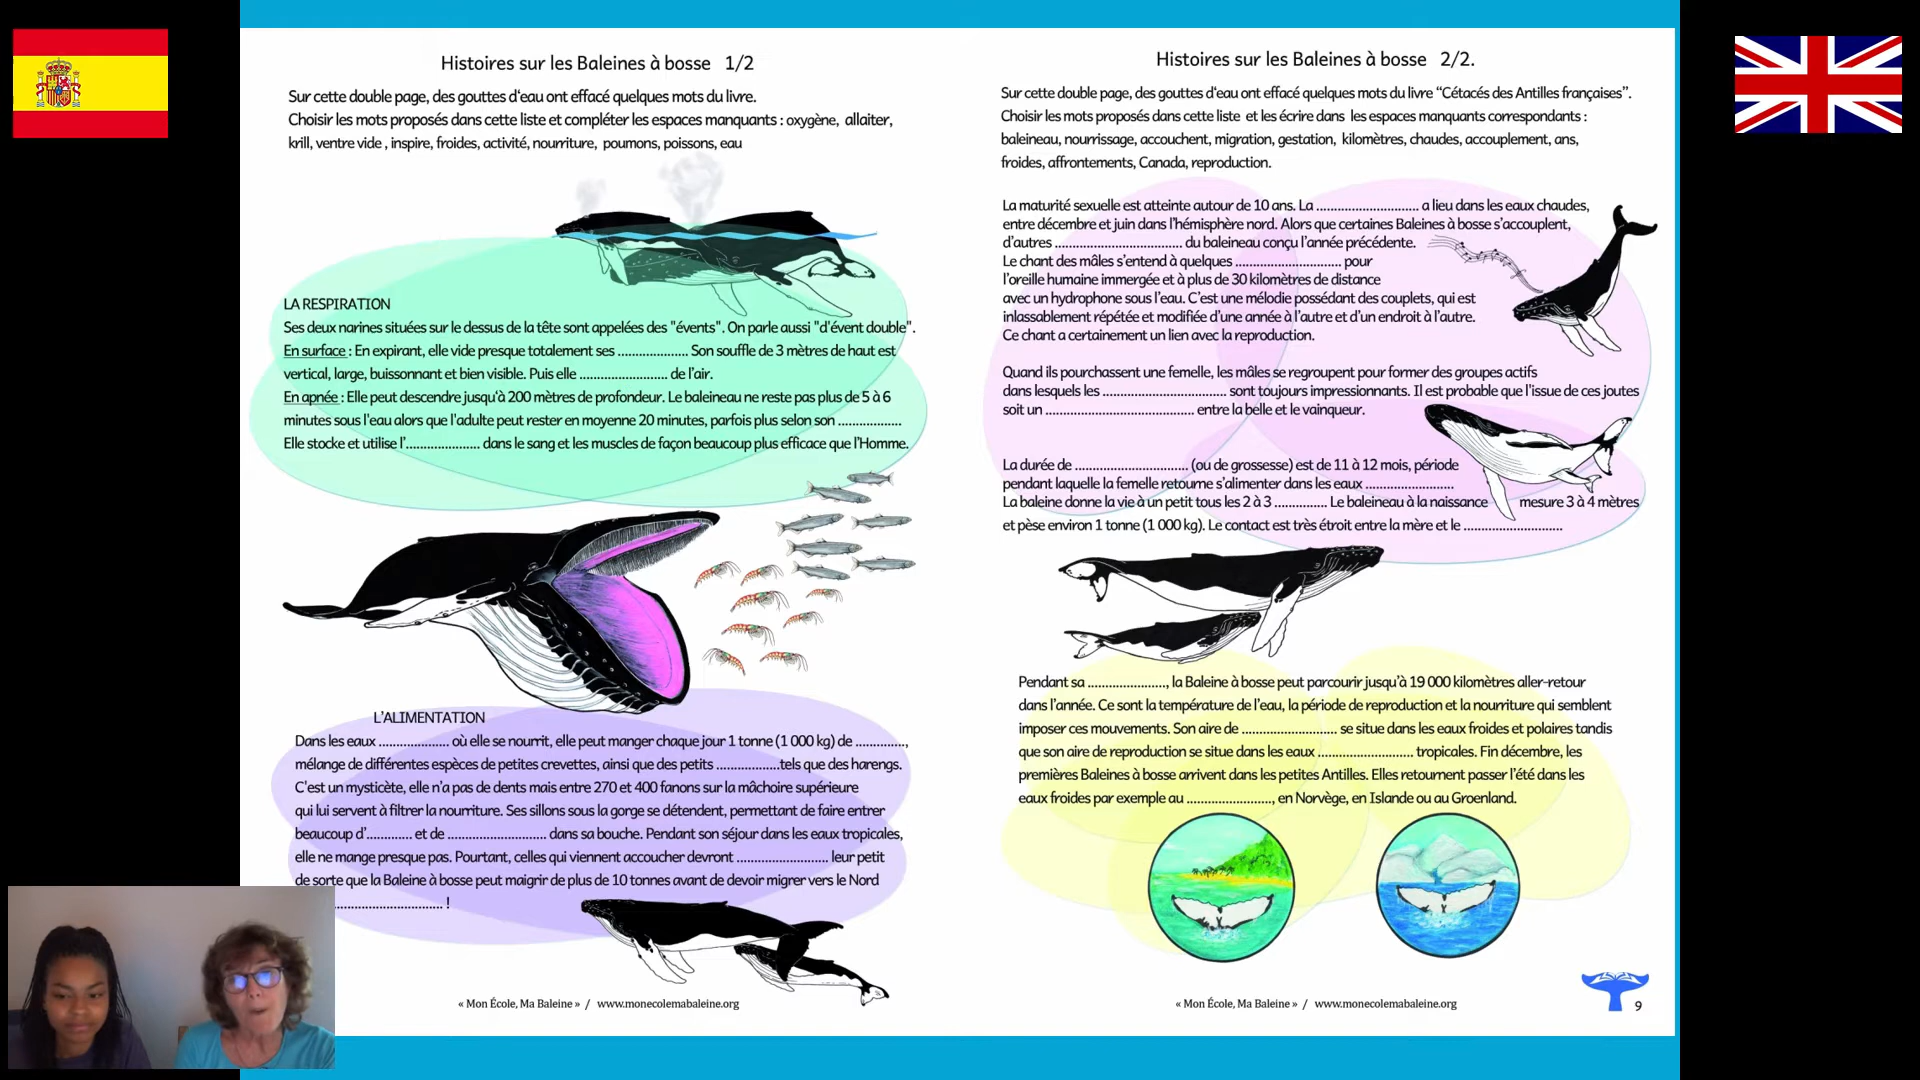 Histoires sur les Baleines à bosse 1/2
Sur cette double page, des gouttes d'eau ont effacé quelques mots du livre.
Choisir les mots proposés dans cette liste et compléter les espaces manquants : oxygène, allaiter,
krill, ventre vide , inspire, froides, activité, nourriture, poumons, poissons, eau
LA RESPIRATION
Ses deux narines situées sur le dessus de la tête sont appelées des "évents". On parle aussi "d'évent double".
En surface : En expirant, elle vide presque totalement ses .................... Son souffle de 3 mètres de haut est
vertical, large, buissonnant et bien visible. Puis elle ......................... de l'air.
En apnée : Elle peut descendre jusqu'à 200 mètres de profondeur. Le baleineau ne reste pas plus de 5 à 6
minutes sous l'eau alors que l'adulte peut rester en moyenne 20 minutes, parfois plus selon son ..................
Elle stocke et utilise l'..................... dans le sang et les muscles de façon beaucoup plus efficace que l'Homme.
L'ALIMENTATION
Dans les eaux .................... où elle se nourrit, elle peut manger chaque jour 1 tonne (1 000 kg) de ..............,
mélange de différentes espèces de petites crevettes, ainsi que des petits ..................tels que des harengs.
C'est un mysticète, elle n'a pas de dents mais entre 270 et 400 fanons sur la mâchoire supérieure
qui lui servent à filtrer la nourriture. Ses sillons sous la gorge se détendent, permettant de faire entrer
beaucoup d'............. et de ............................ dans sa bouche. Pendant son séjour dans les eaux tropicales,
elle ne mange presque pas. Pourtant, celles qui viennent accoucher devront .......................... leur petit
de sorte que la Baleine à bosse peut maigrir de plus de 10 tonnes avant de devoir migrer vers le Nord
............................... !
« Mon École, Ma Baleine » / www.monecolemabaleine.org
Histoires sur les Baleines à bosse 2/2.
Sur cette double page, des gouttes d'eau ont effacé quelques mots du livre “Cétacés des Antilles françaises”.
Choisir les mots proposés dans cette liste et les écrire dans les espaces manquants correspondants :
baleineau, nourrissage, accouchent, migration, gestation, kilomètres, chaudes, accouplement, ans,
froides, affrontements, Canada, reproduction.
La maturité sexuelle est atteinte autour de 10 ans. La ............................. a lieu dans les eaux chaudes,
entre décembre et juin dans l'hémisphère nord. Alors que certaines Baleines à bosse s'accouplent,
d'autres .................................... du baleineau conçu l'année précédente.
Le chant des mâles s'entend à quelques .............................. pour
l'oreille humaine immergée et à plus de 30 kilomètres de distance
avec un hydrophone sous l'eau. C'est une mélodie possédant des couplets, qui est
inlassablement répétée et modifiée d'une année à l'autre et d'un endroit à l'autre.
Ce chant a certainement un lien avec la reproduction.
Quand ils pourchassent une femelle, les mâles se regroupent pour former des groupes actifs
dans lesquels les ................................... sont toujours impressionnants. Il est probable que l'issue de ces joutes
soit un .......................................... entre la belle et le vainqueur.
La durée de ................................ (ou de grossesse) est de 11 à 12 mois, période
pendant laquelle la femelle retourne s'alimenter dans les eaux .........................
La baleine donne la vie à un petit tous les 2 à 3 ............... Le baleineau à la naissance mesure 3 à 4 mètres
et pèse environ 1 tonne (1 000 kg). Le contact est très étroit entre la mère et le ............................
Pendant sa ......................, la Baleine à bosse peut parcourir jusqu'à 19 000 kilomètres aller-retour
dans l'année. Ce sont la température de l'eau, la période de reproduction et la nourriture qui semblent
imposer ces mouvements. Son aire de ........................... se situe dans les eaux froides et polaires tandis
que son aire de reproduction se situe dans les eaux ........................... tropicales. Fin décembre, les
premières Baleines à bosse arrivent dans les petites Antilles. Elles retournent passer l'été dans les
eaux froides par exemple au ........................, en Norvège, en Islande ou au Groenland.
« Mon École, Ma Baleine » / www.monecolemabaleine.org
9